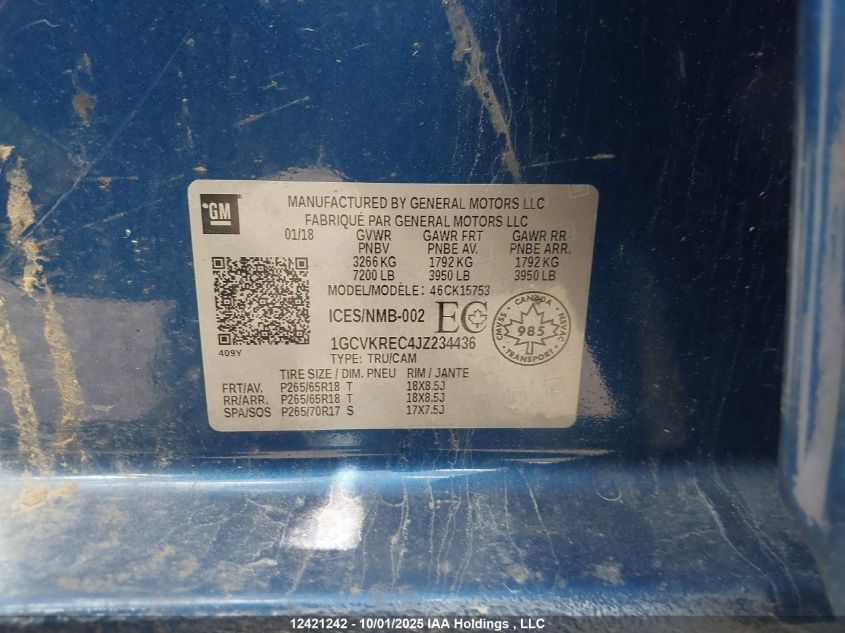 GM
MANUFACTURED BY GENERAL MOTORS LLC
FABRIQUÉ PAR GENERAL MOTORS LLC
01/18 GVWR GAWR FRT GAWR RR
PNBV PNBE AV. PNBE ARR.
3266 KG 1792 KG 1792 KG
7200 LB 3950 LB 3950 LB
MODEL/MODÈLE: 46CK15753
ICES/NMB-002 EC
CANADA
CMVSS 985 NSVAC
TRANSPORT
409Y
1GCVKREC4JZ234436
TYPE: TRU/CAM
TIRE SIZE / DIM. PNEU RIM / JANTE
FRT/AV. P265/65R18 T 18X8.5J
RR/ARR. P265/65R18 T 18X8.5J
SPA/SOS P265/70R17 S 17X7.5J
12421242 - 10/01/2025 IAA Holdings , LLC